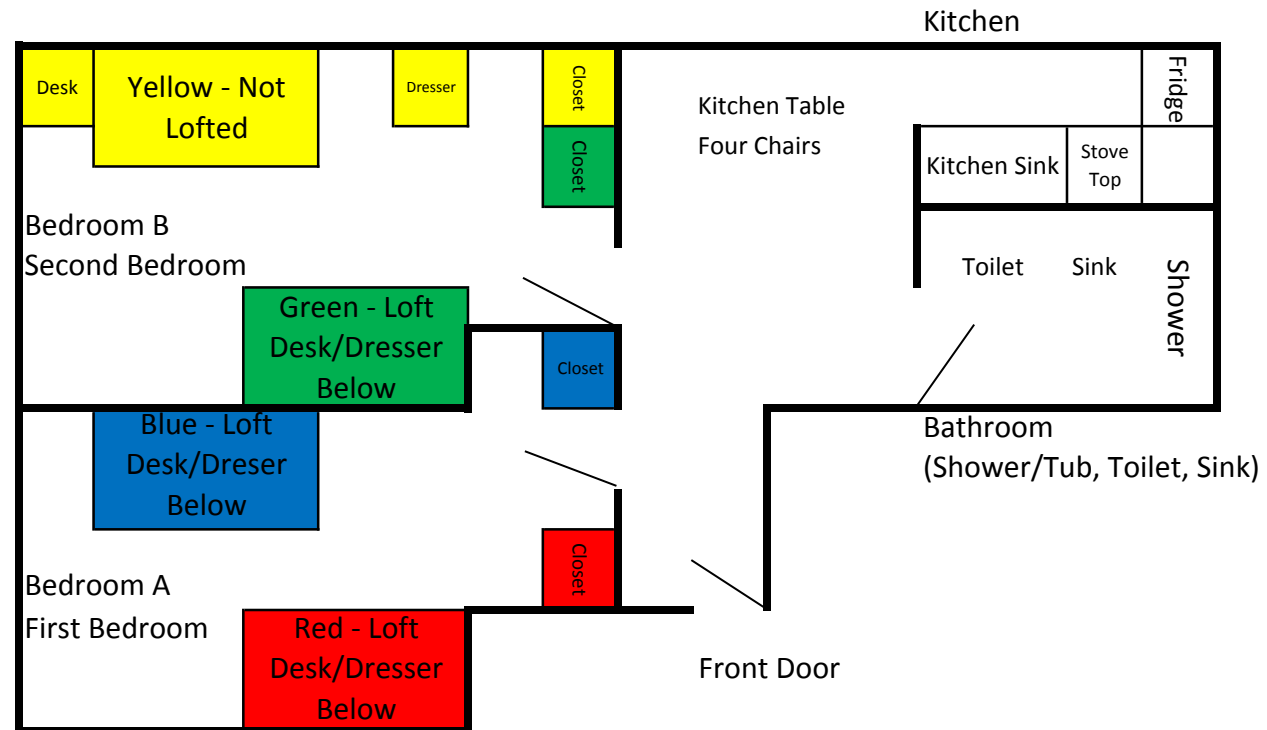 Kitchen
Desk
Yellow - Not
Lofted
Dresser
Closet
Closet
Kitchen Table
Four Chairs
Fridge
Kitchen Sink
Stove
Top
Bedroom B
Second Bedroom
Toilet
Sink
Shower
Green - Loft
Desk/Dresser
Below
Closet
Blue - Loft
Desk/Dreser
Below
Bathroom
(Shower/Tub, Toilet, Sink)
Closet
Bedroom A
First Bedroom
Red - Loft
Desk/Dresser
Below
Front Door